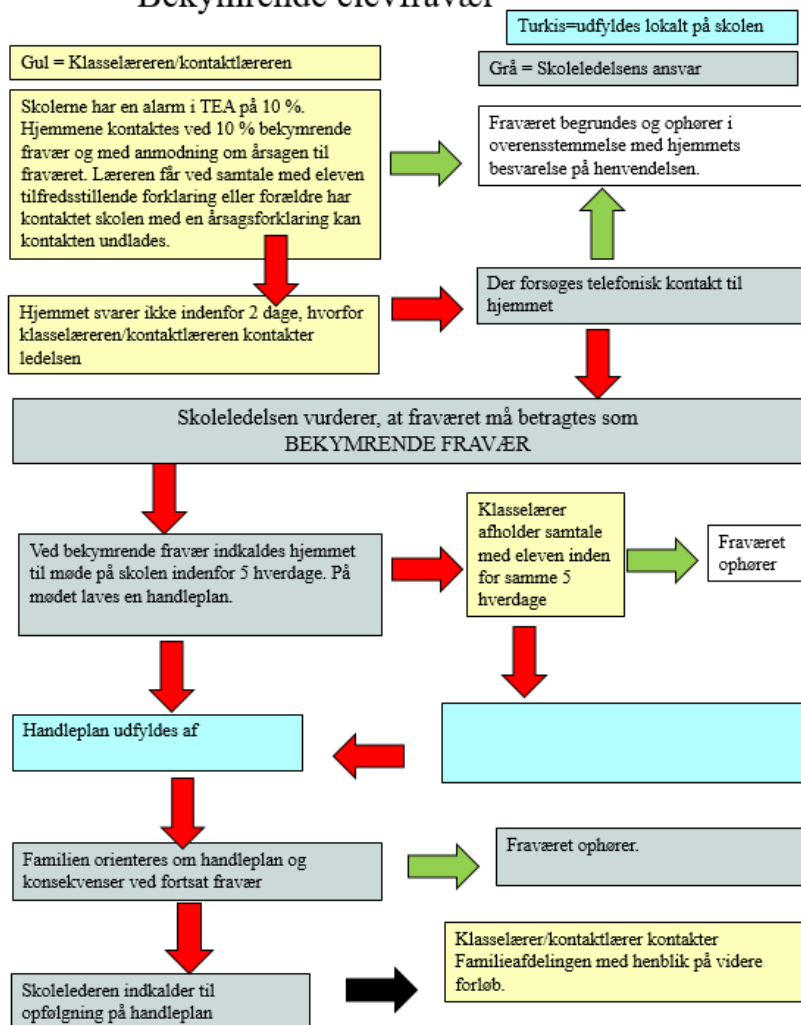 Bekymrende elevfravær
Turkis=udfyldes lokalt på skolen
Gul = Klasselæreren/kontaktlæreren
Grå = Skoleledelsens ansvar
Skolerne har en alarm i TEA på 10 %.
Hjemmene kontaktes ved 10 % bekymrende
fravær og med anmodning om årsagen til
fraværet. Læreren får ved samtale med eleven
tilfredsstillende forklaring eller forældre har
kontaktet skolen med en årsagsforklaring kan
kontakten undlades.
Fraværet begrundes og ophører i
overensstemmelse med hjemmets
besvarelse på henvendelsen.
Hjemmet svarer ikke indenfor 2 dage, hvorfor
klasselæreren/kontaktlæreren kontakter
ledelsen
Der forsøges telefonisk kontakt til
hjemmet
Skoleledelsen vurderer, at fraværet må betragtes som
BEKYMRENDE FRAVÆR
Ved bekymrende fravær indkaldes hjemmet
til møde på skolen indenfor 5 hverdage. På
mødet laves en handleplan.
Klasselærer
afholder samtale
med eleven inden
for samme 5
hverdage
Fraværet
ophører
Handleplan udfyldes af
Familien orienteres om handleplan og
konsekvenser ved fortsat fravær
Fraværet ophører.
Skolelederen indkalder til
opfølgning på handleplan
Klasselærer/kontaktlærer kontakter
Familieafdelingen med henblik på videre
forløb.